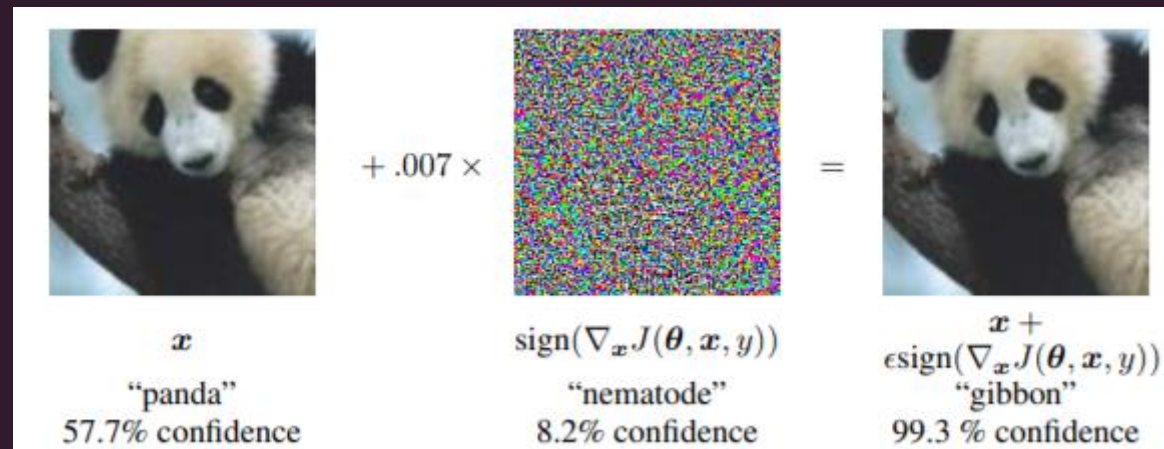 + .007 ×
=
x
“panda”
57.7% confidence
sign(∇ₓJ(θ, x, y))
“nematode”
8.2% confidence
x +
ϵsign(∇ₓJ(θ, x, y))
“gibbon”
99.3 % confidence